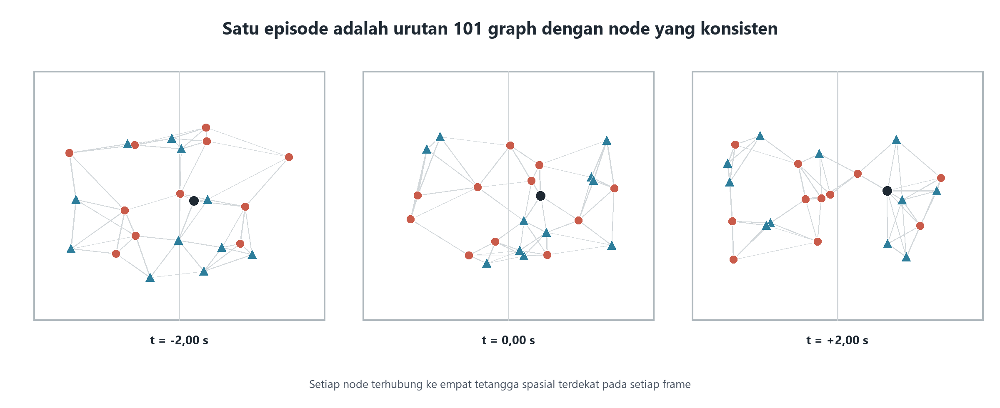 Satu episode adalah urutan 101 graph dengan node yang konsisten
t = -2,00 s
t = 0,00 s
t = +2,00 s
Setiap node terhubung ke empat tetangga spasial terdekat pada setiap frame